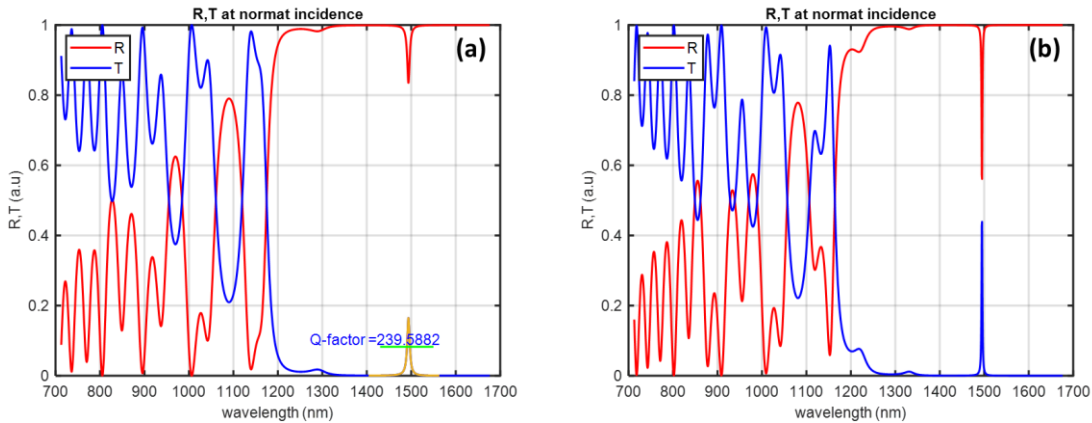 R,T at normat incidence
(a)
R
T
1
0.8
0.6
0.4
0.2
0
R,T (a.u)
Q-factor =239.5882
700 800 900 1000 1100 1200 1300 1400 1500 1600 1700
wavelength (nm)
R,T at normat incidence
(b)
R
T
1
0.8
0.6
0.4
0.2
0
R,T (a.u)
700 800 900 1000 1100 1200 1300 1400 1500 1600 1700
wavelength (nm)